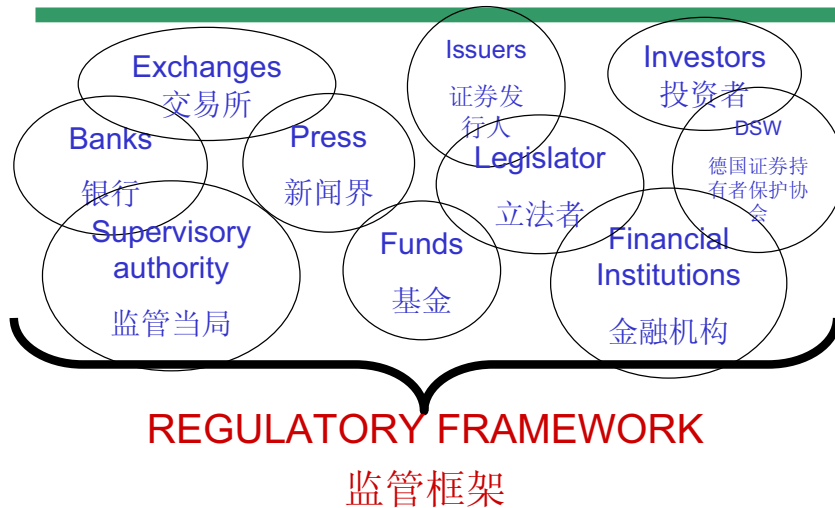 Exchanges
交易所
Issuers
证券发
行人
Investors
投资者
Banks
银行
Press
新闻界
Legislator
立法者
DSW
德国证券持
有者保护协
会
Supervisory
authority
监管当局
Funds
基金
Financial
Institutions
金融机构
REGULATORY FRAMEWORK
监管框架